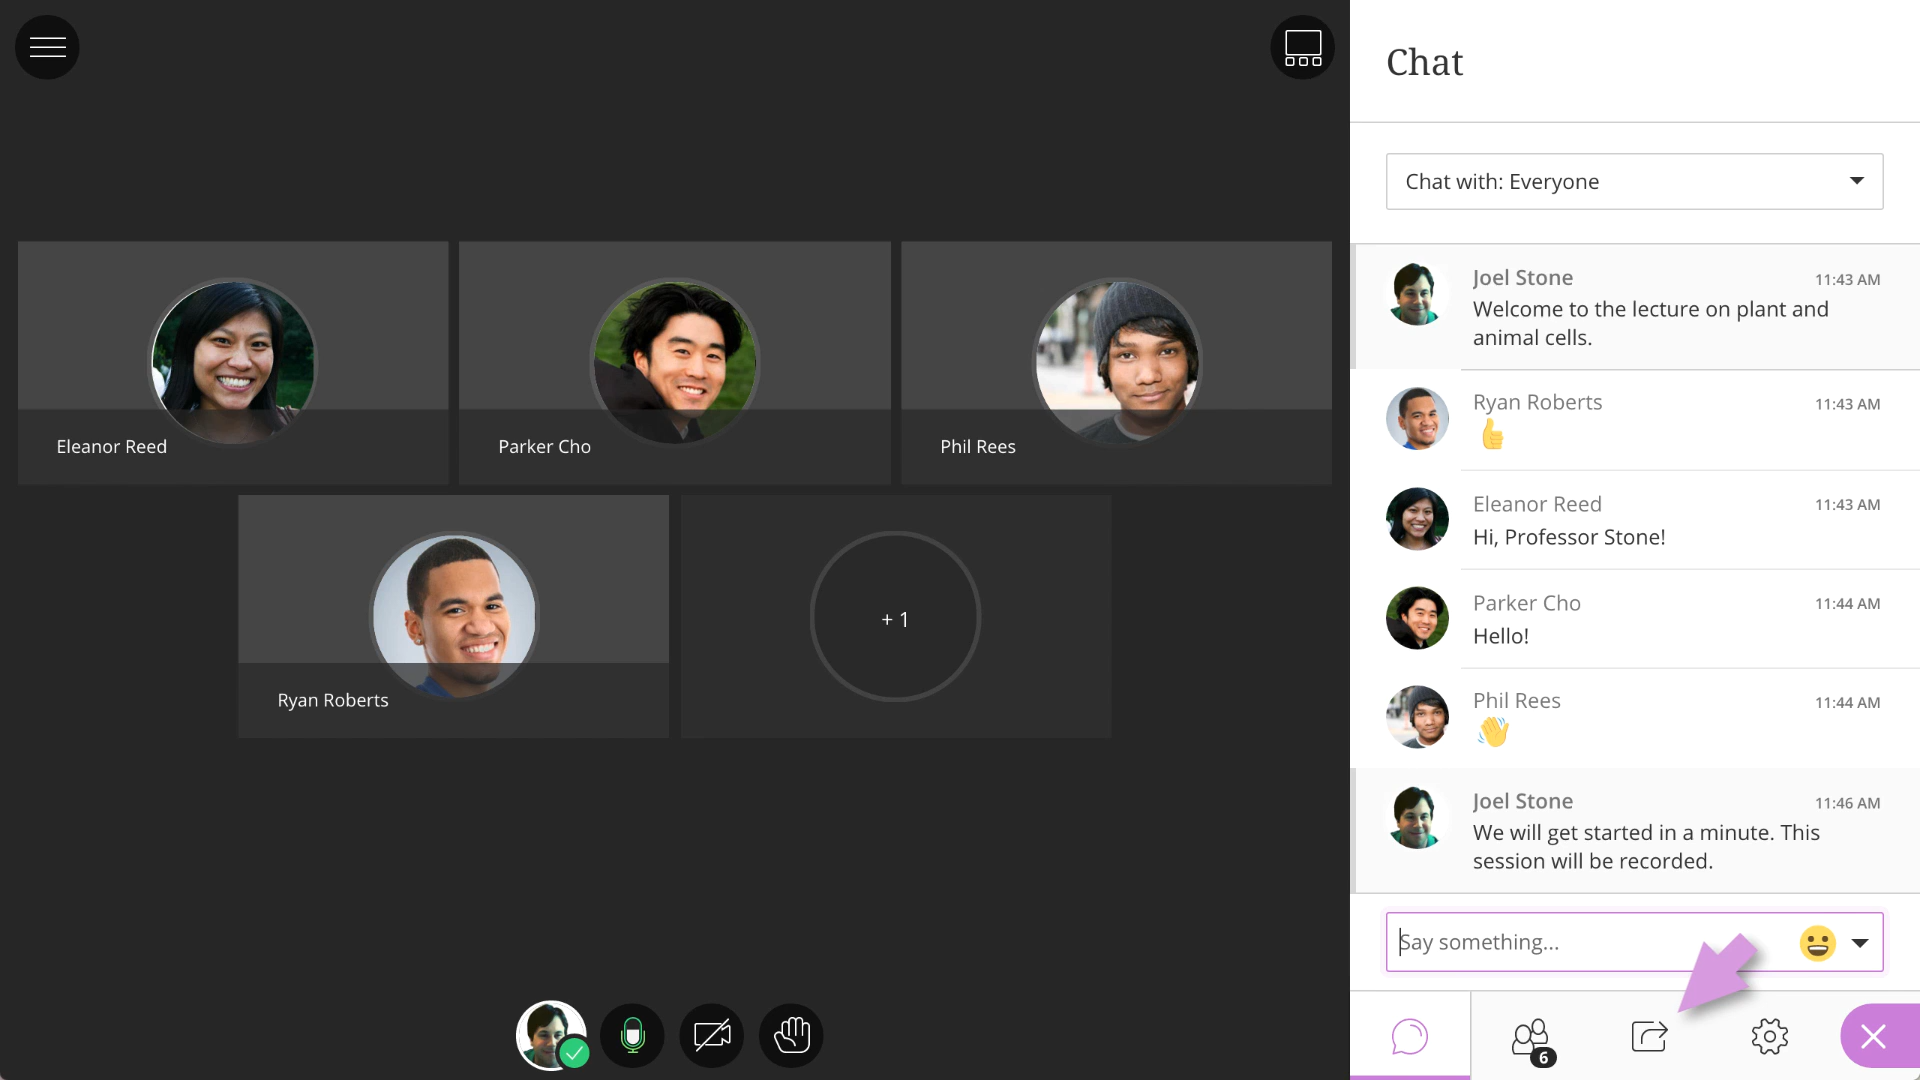 Eleanor Reed
Parker Cho
Phil Rees
Ryan Roberts
+ 1
Chat
Chat with: Everyone
Joel Stone
11:43 AM
Welcome to the lecture on plant and
animal cells.
Ryan Roberts
11:43 AM
Eleanor Reed
11:43 AM
Hi, Professor Stone!
Parker Cho
11:44 AM
Hello!
Phil Rees
11:44 AM
Joel Stone
11:46 AM
We will get started in a minute. This
session will be recorded.
Say something...
6